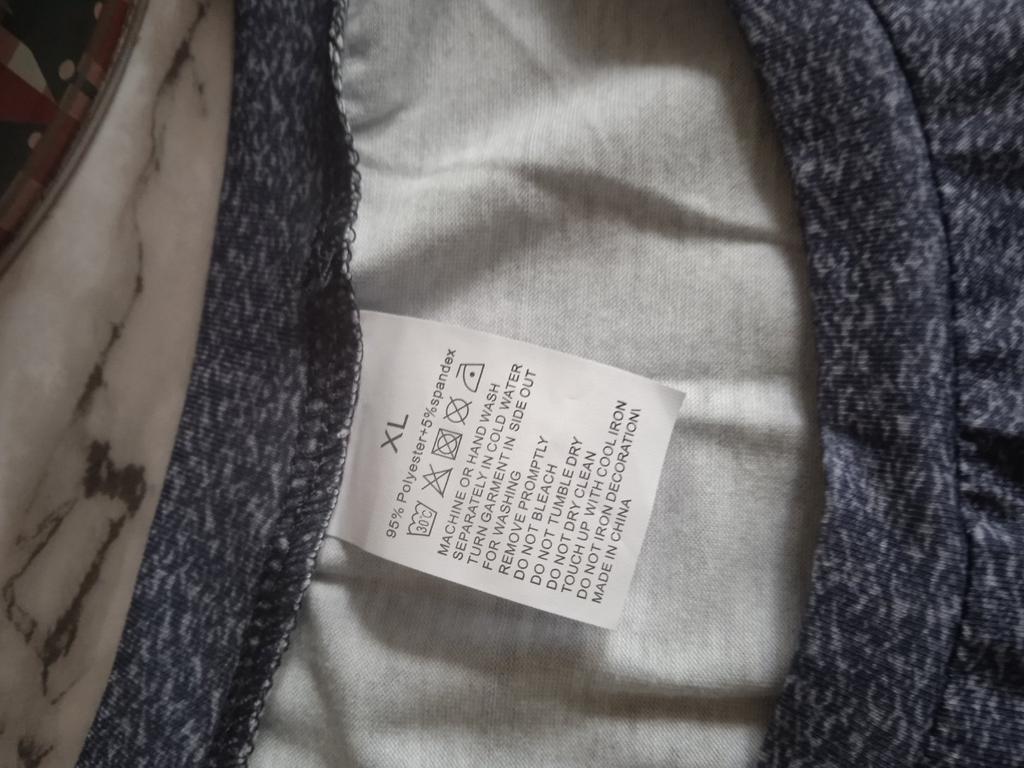 XL
95% Polyester+5%spandex
30℃
MACHINE OR HAND WASH
SEPARATELY IN COLD WATER
TURN GARMENT IN SIDE OUT
FOR WASHING
REMOVE PROMPTLY
DO NOT BLEACH
DO NOT TUMBLE DRY
DO NOT DRY CLEAN
TOUCH UP WITH COOL IRON
DO NOT IRON DECORATION!
MADE IN CHINA